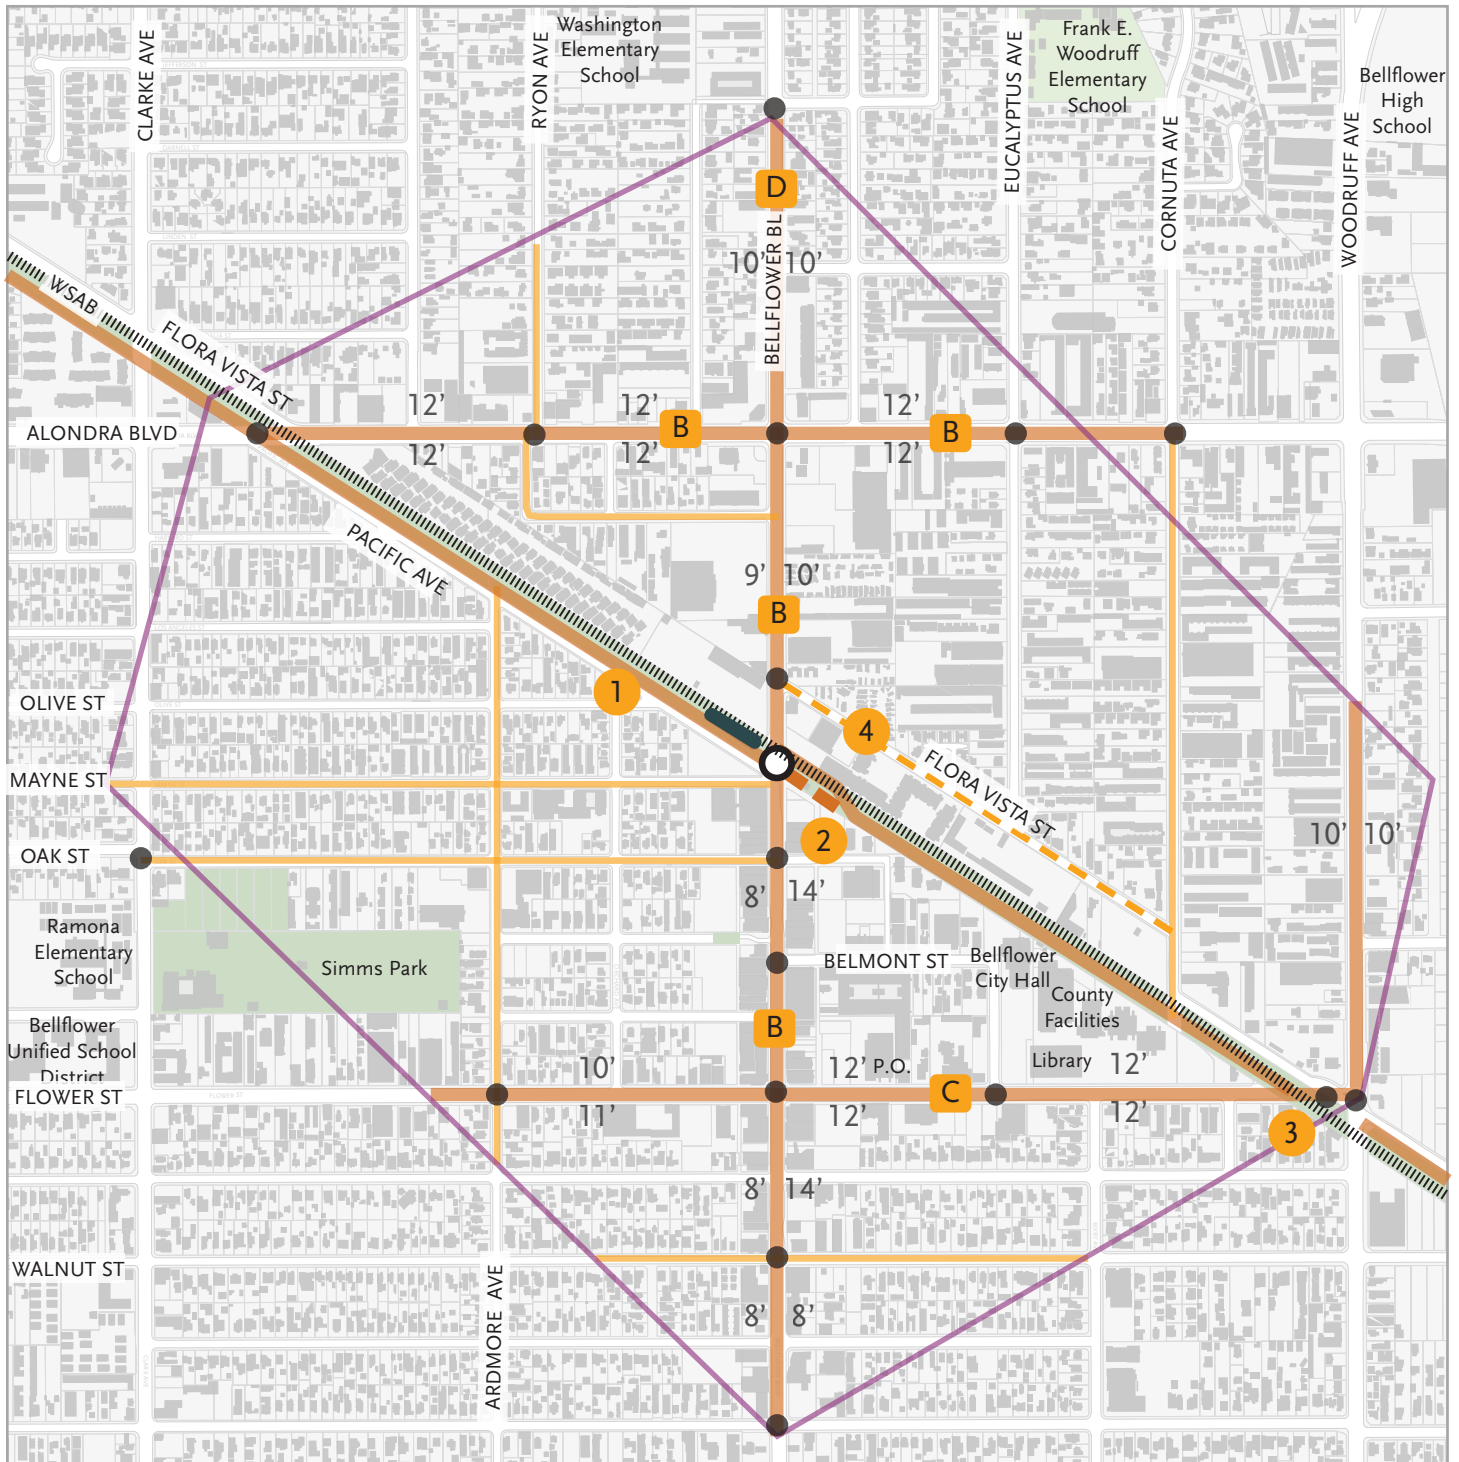 Washington
Elementary
School
Frank E.
Woodruff
Elementary
School
Bellflower
High
School
CLARKE AVE
RYON AVE
EUCALYPTUS AVE
CORNUTA AVE
WOODRUFF AVE
D
BELLFLOWER BL
10' 10'
WSAB
FLORA VISTA ST
12'
12'
12'
ALONDRA BLVD
B
B
12'
12'
12'
PACIFIC AVE
9' 10'
B
OLIVE ST
1
4
FLORA VISTA ST
MAYNE ST
2
10' 10'
OAK ST
8' 14'
Ramona
Elementary
School
Simms Park
BELMONT ST
Bellflower
City Hall
County
Facilities
Bellflower
Unified School
District
B
10'
12' P.O.
Library
12'
FLOWER ST
C
11'
12'
12'
3
8' 14'
WALNUT ST
ARDMORE AVE
8' 8'